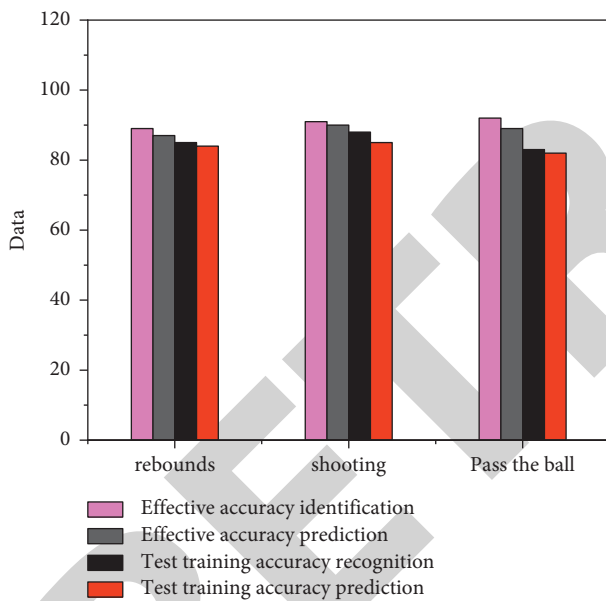 120
100
80
60
40
20
0
Data
rebounds shooting Pass the ball
Effective accuracy identification
Effective accuracy prediction
Test training accuracy recognition
Test training accuracy prediction